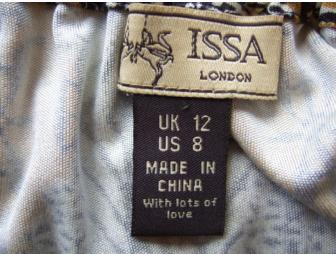 ISSA
LONDON
UK 12
US 8
MADE IN
CHINA
With lots of
love